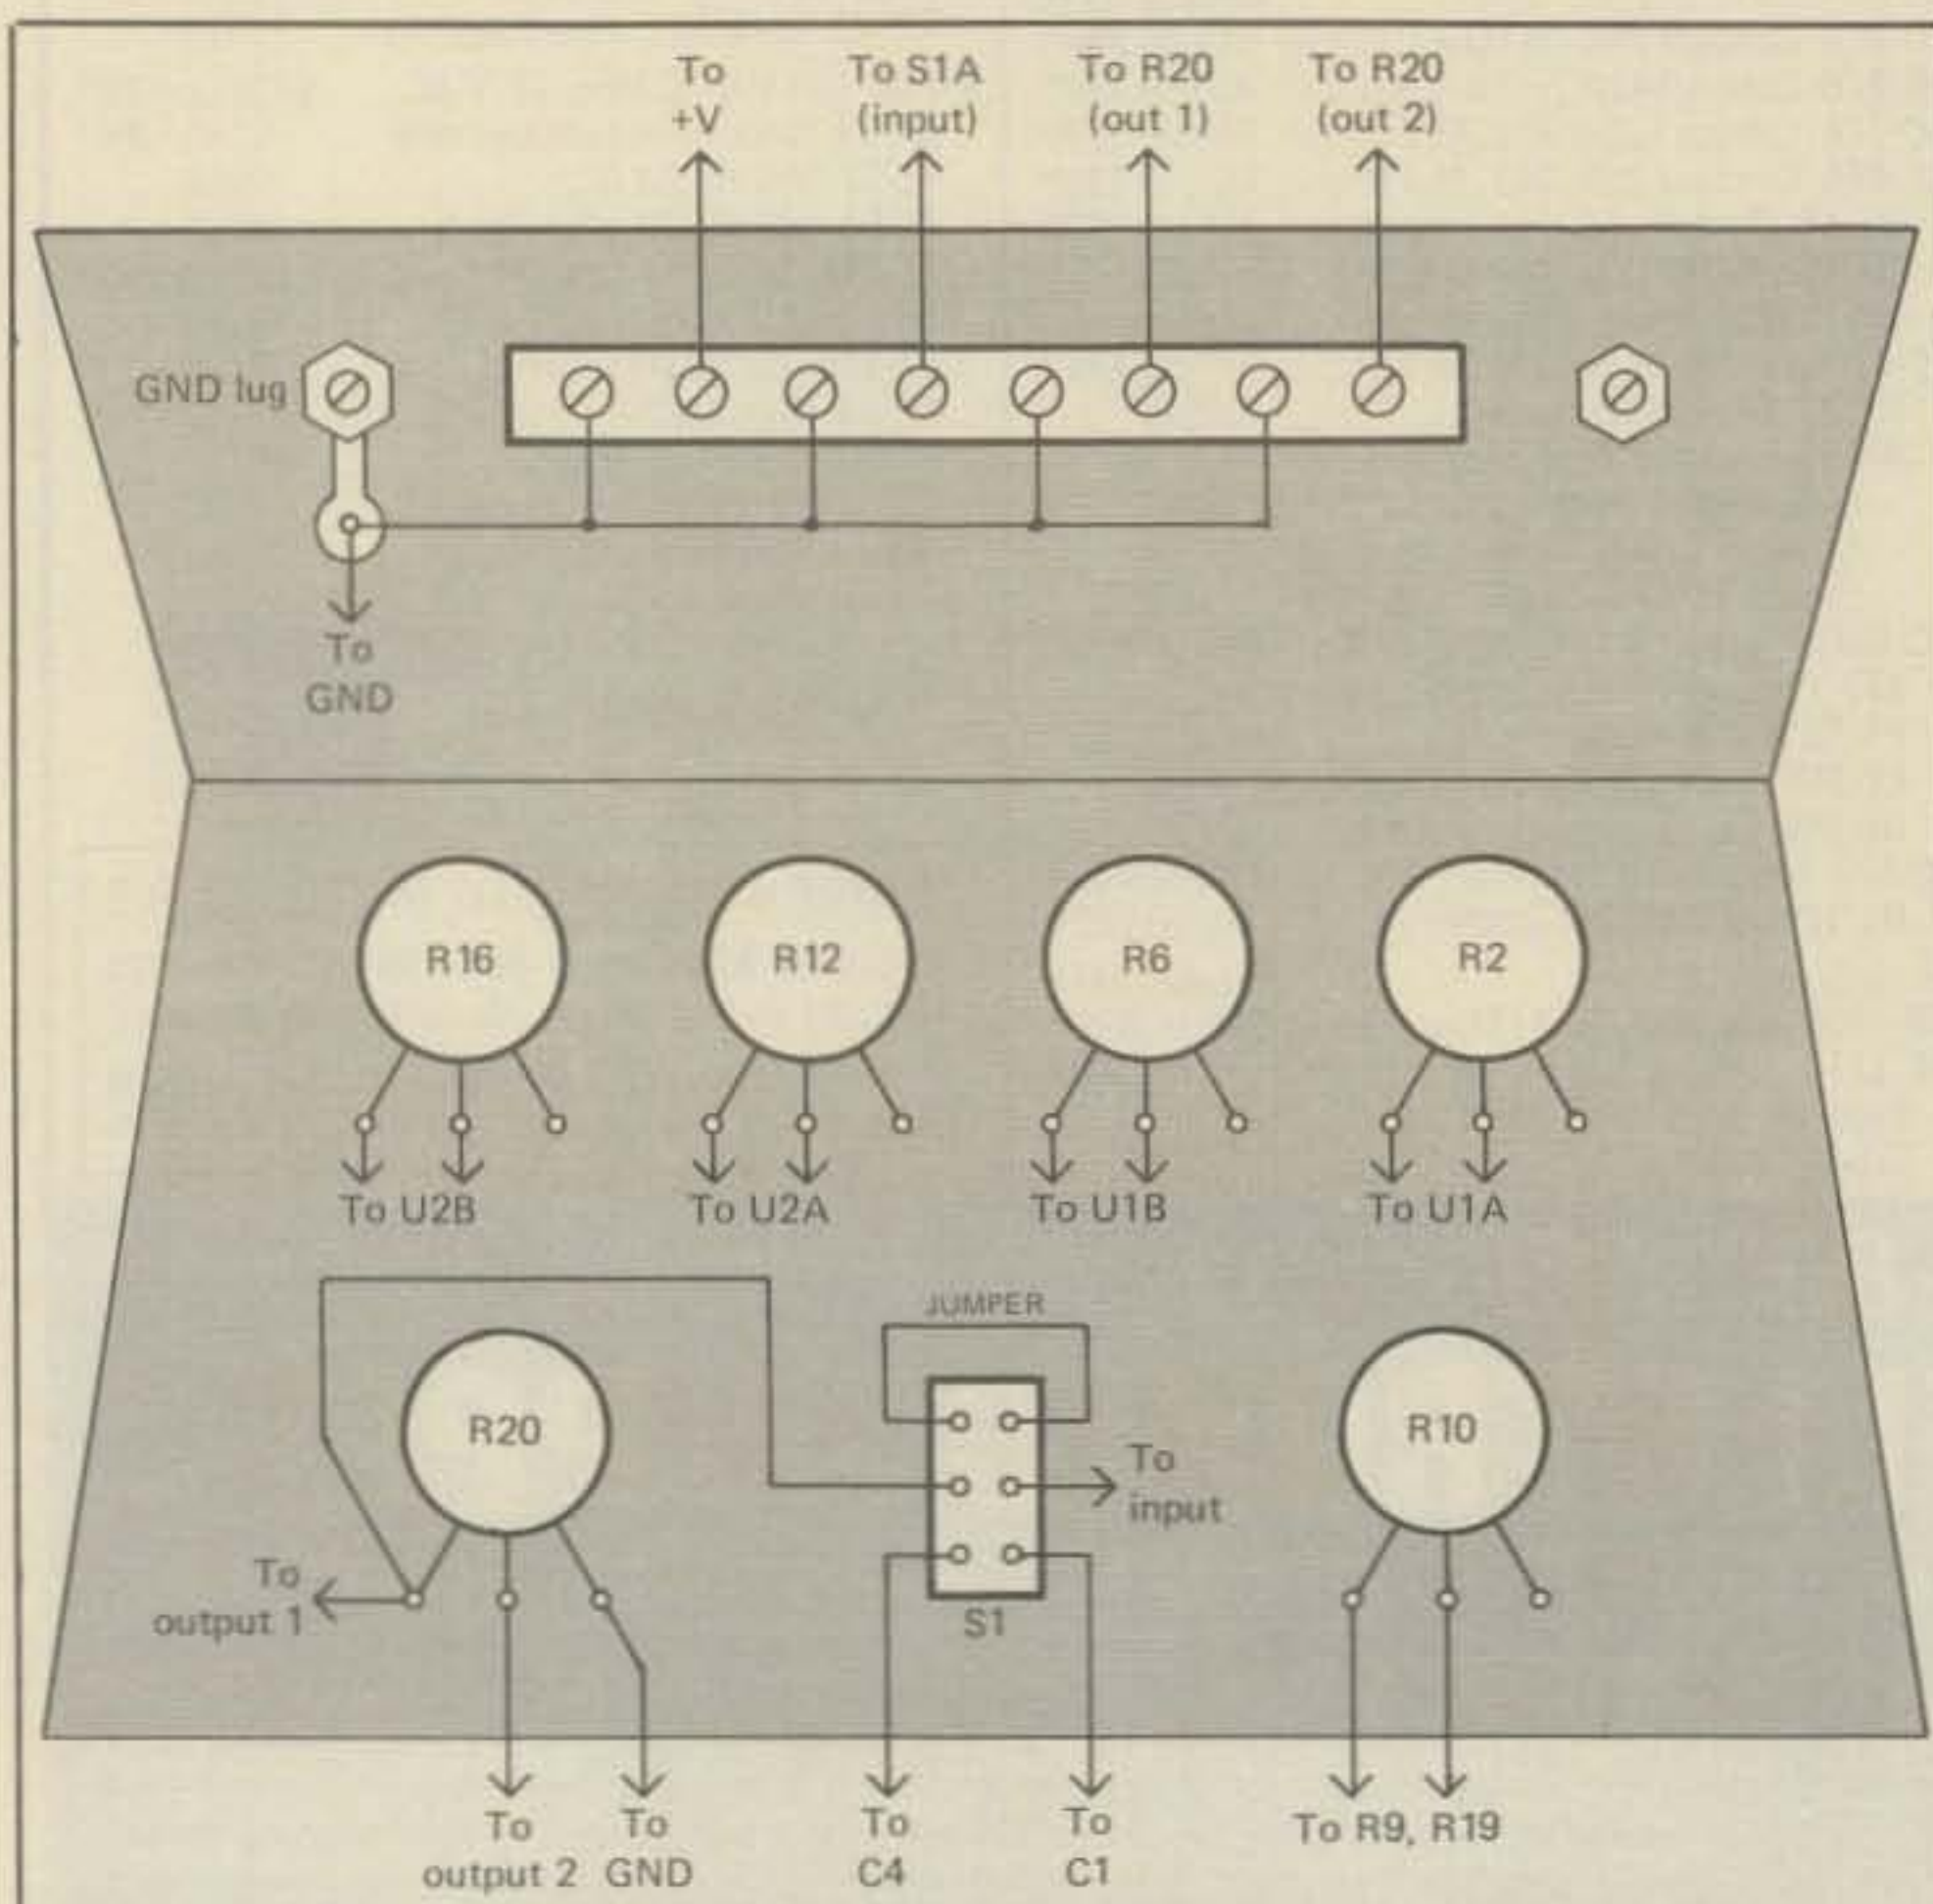 To
+V
To S1A
(input)
To R20
(out 1)
To R20
(out 2)
GND lug
To
GND
R16
R12
R6
R2
To U2B
To U2A
To U1B
To U1A
JUMPER
R20
R10
To
input
To
output 1
S1
To
output 2
To
GND
To
C4
To
C1
To R9, R19